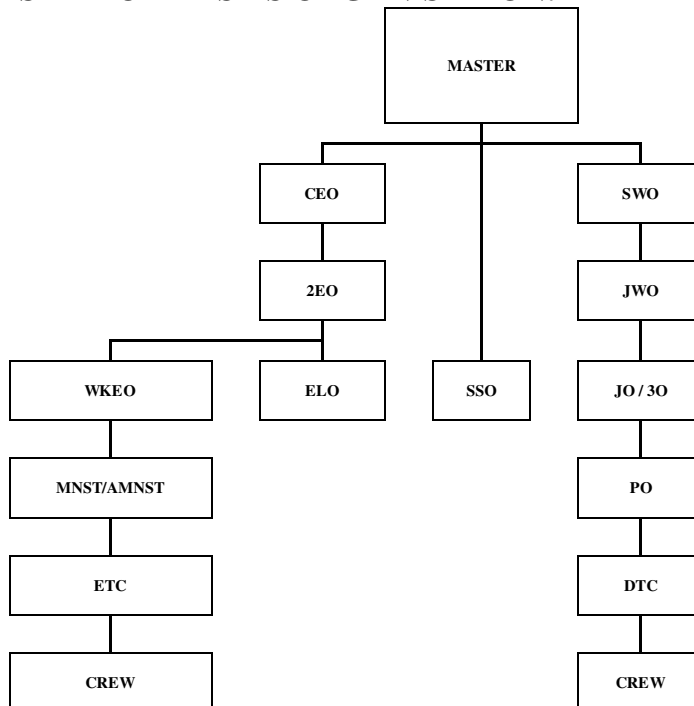 MASTER
CEO
SWO
2EO
JWO
WKEO
ELO
SSO
JO / 3O
MNST/AMNST
PO
ETC
DTC
CREW
CREW